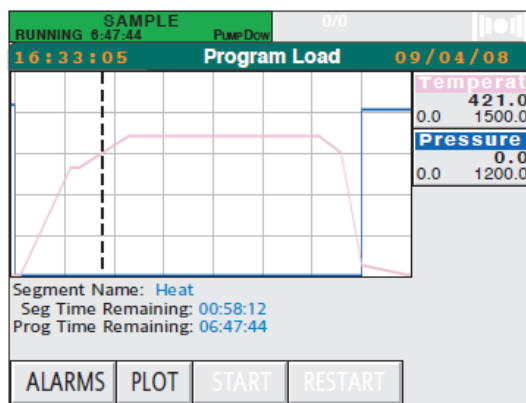 SAMPLE
RUNNING 6:47:44 PUMP DOW
0/0
16:33:05 Program Load 09/04/08
Temperat
421.0
0.0 1500.0
Pressure
0.0
0.0 1200.0
Segment Name: Heat
Seg Time Remaining: 00:58:12
Prog Time Remaining: 06:47:44
ALARMS PLOT START RESTART